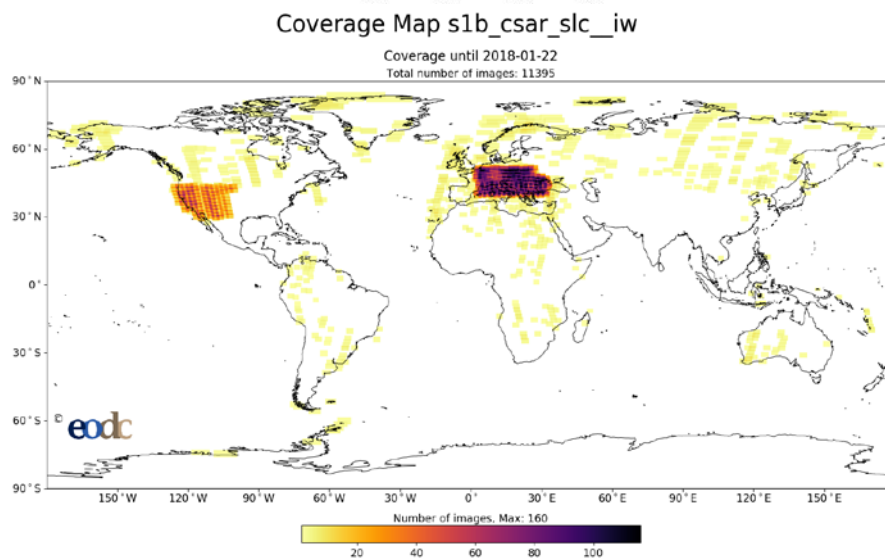 Coverage Map s1b_csar_slc__iw
Coverage until 2018-01-22
Total number of images: 11395
90°N
60°N
30°N
0°
30°S
60°S
90°S
© eodc
150°W 120°W 90°W 60°W 30°W 0° 30°E 60°E 90°E 120°E 150°E
Number of images, Max: 160
20 40 60 80 100